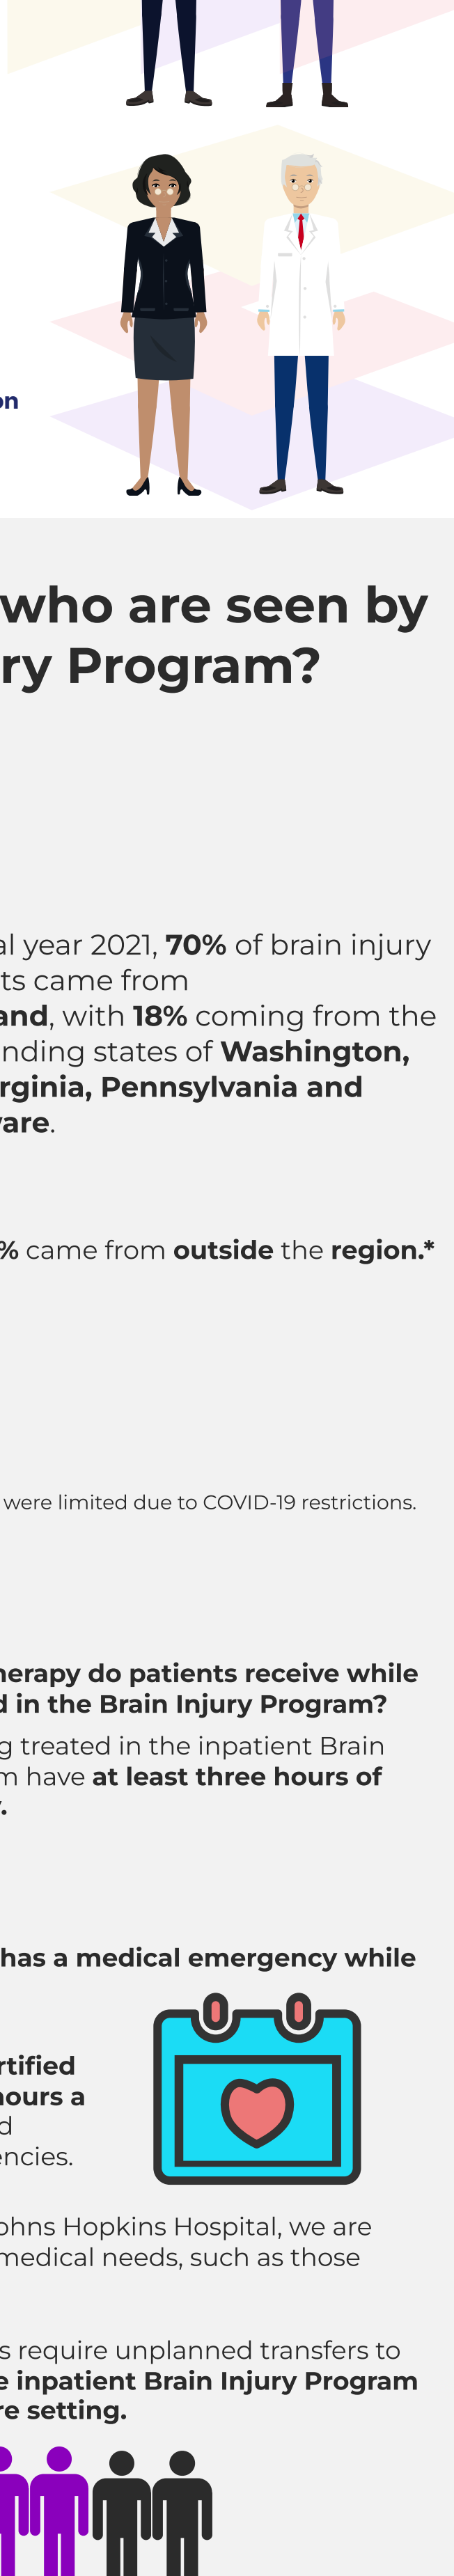 on
who are seen by
ry Program?
al year 2021, 70% of brain injury
ts came from
and, with 18% coming from the
nding states of Washington,
rginia, Pennsylvania and
are.
% came from outside the region.*
were limited due to COVID-19 restrictions.
herapy do patients receive while
d in the Brain Injury Program?
g treated in the inpatient Brain
m have at least three hours of
.
has a medical emergency while
rtified
hours a
d
encies.
ohns Hopkins Hospital, we are
medical needs, such as those
s require unplanned transfers to
e inpatient Brain Injury Program
re setting.